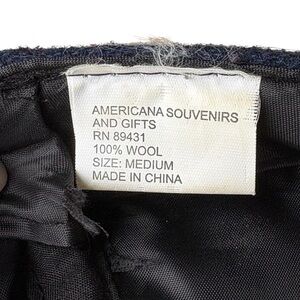 AMERICANA SOUVENIRS
AND GIFTS
RN 89431
100% WOOL
SIZE: MEDIUM
MADE IN CHINA